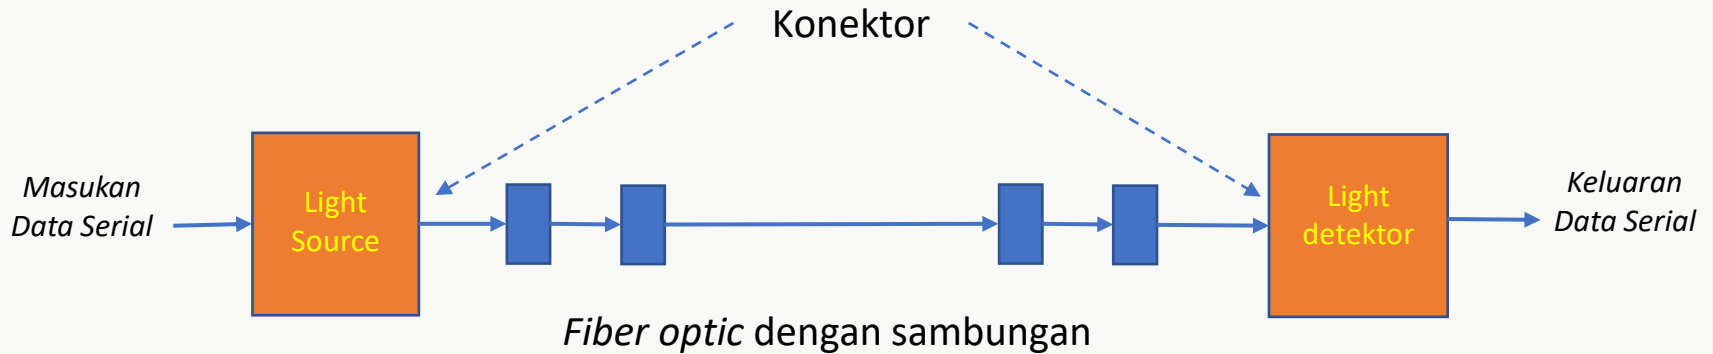 Konektor
Masukan
Data Serial
Light
Source
Light
detektor
Keluaran
Data Serial
Fiber optic dengan sambungan